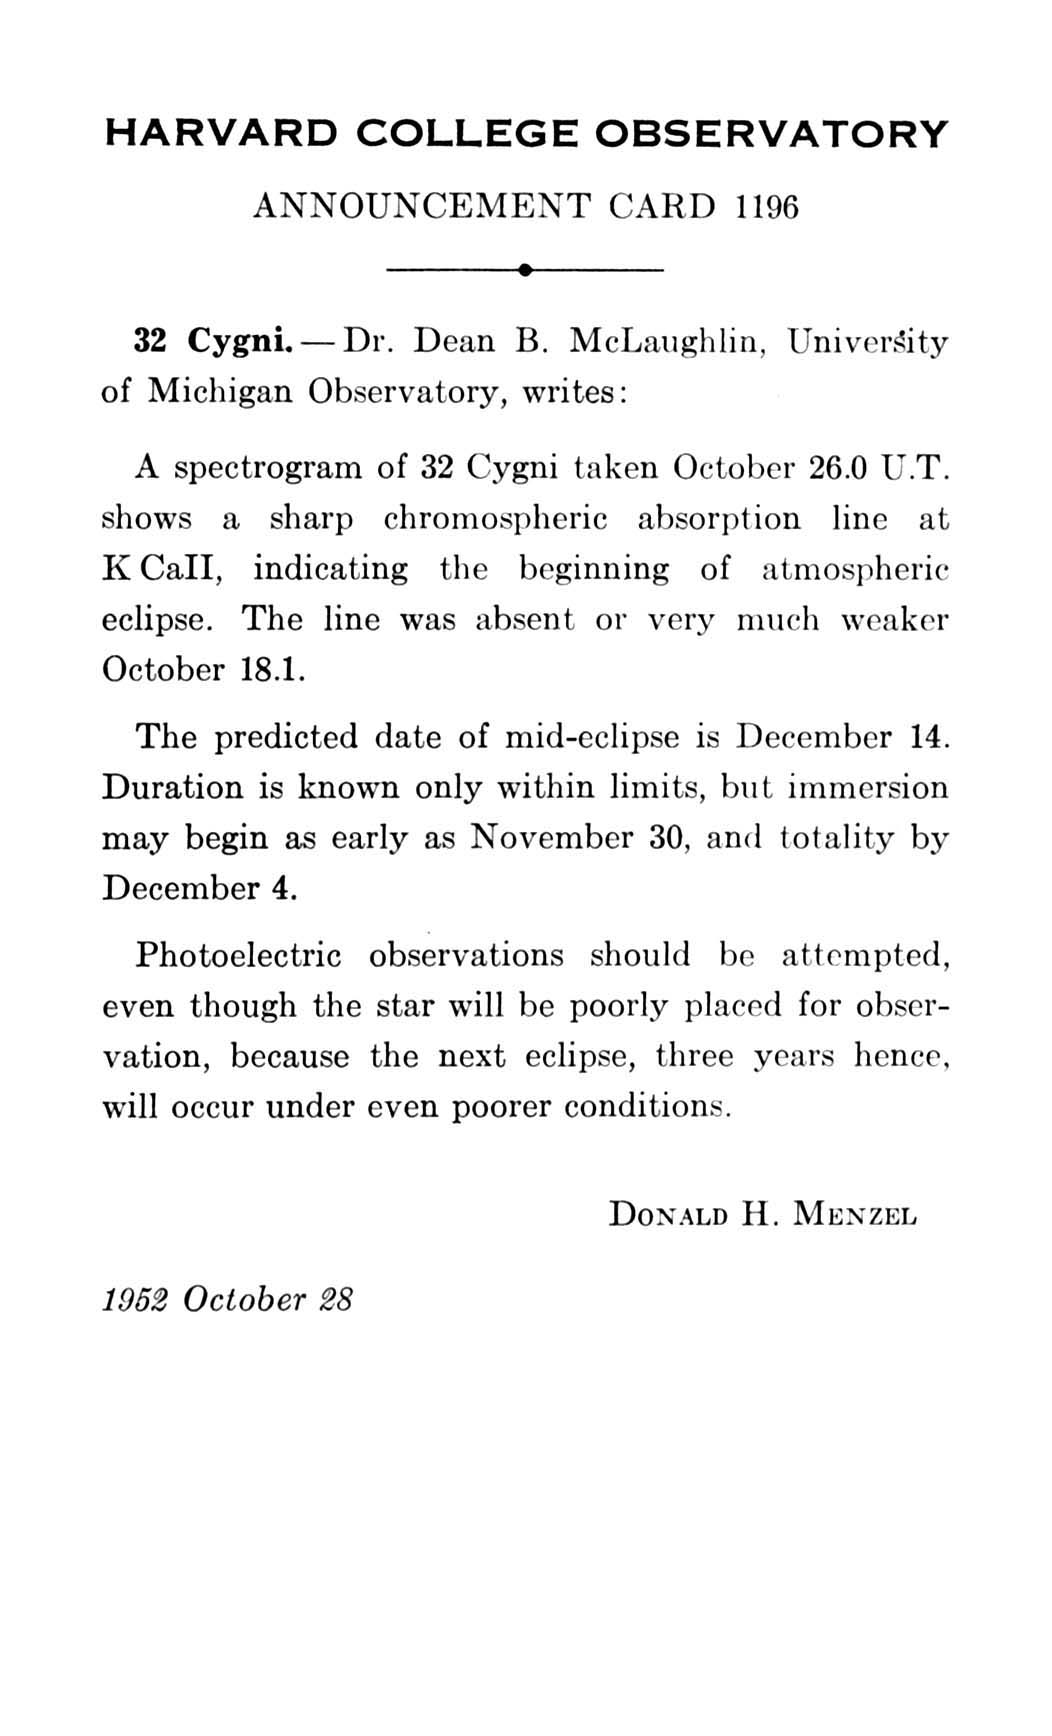 HARVARD COLLEGE OBSERVATORY
ANNOUNCEMENT CARD 1196
32 Cygni. — Dr. Dean B. McLaughlin, University
of Michigan Observatory, writes:
A spectrogram of 32 Cygni taken October 26.0 U.T.
shows a sharp chromospheric absorption line at
K CaII, indicating the beginning of atmospheric
eclipse. The line was absent or very much weaker
October 18.1.
The predicted date of mid-eclipse is December 14.
Duration is known only within limits, but immersion
may begin as early as November 30, and totality by
December 4.
Photoelectric observations should be attempted,
even though the star will be poorly placed for obser-
vation, because the next eclipse, three years hence,
will occur under even poorer conditions.
DONALD H. MENZEL
1952 October 28